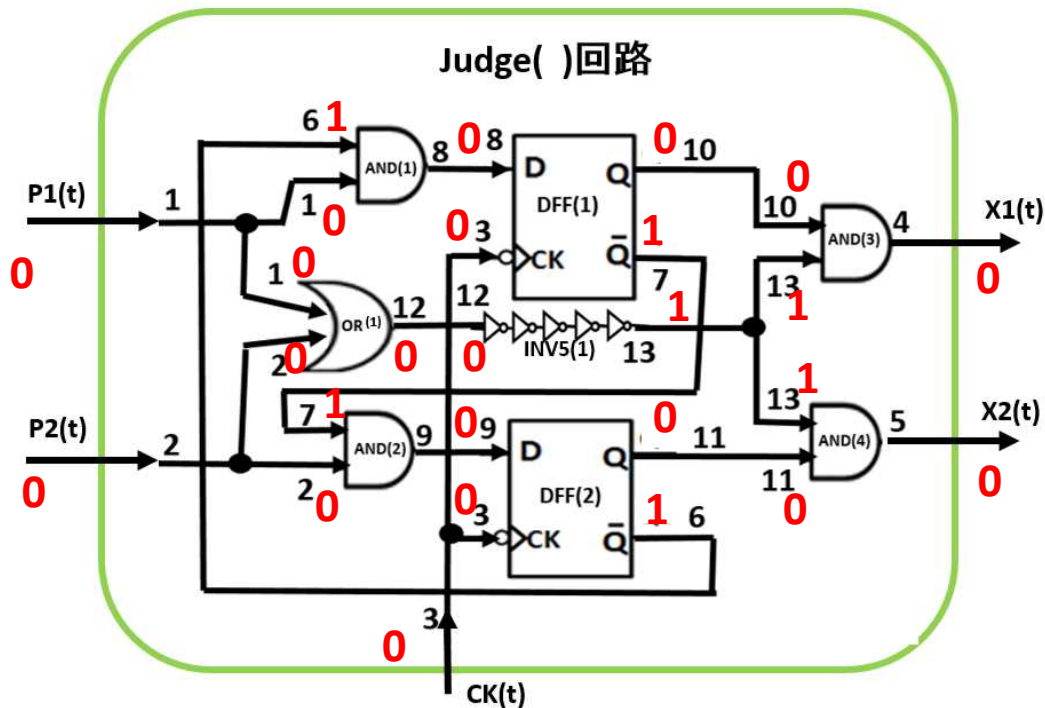 Judge( )回路
6 1
AND(1)
8 0 8
D Q
0 10
DFF(1)
P1(t)
1
1 0
0 3
CK Q̄
1
7
0
10
AND(3)
4
X1(t)
0
0
1 0
12 12
OR(1)
INV5(1)
1
13
13 1
2 0
0 0
7 1
AND(2)
9 0 9
D Q
0
11
13 1
AND(4)
5
X2(t)
P2(t)
2
0
2 0
DFF(2)
0 3
CK Q̄
1 6
11 0
0
3
0
CK(t)